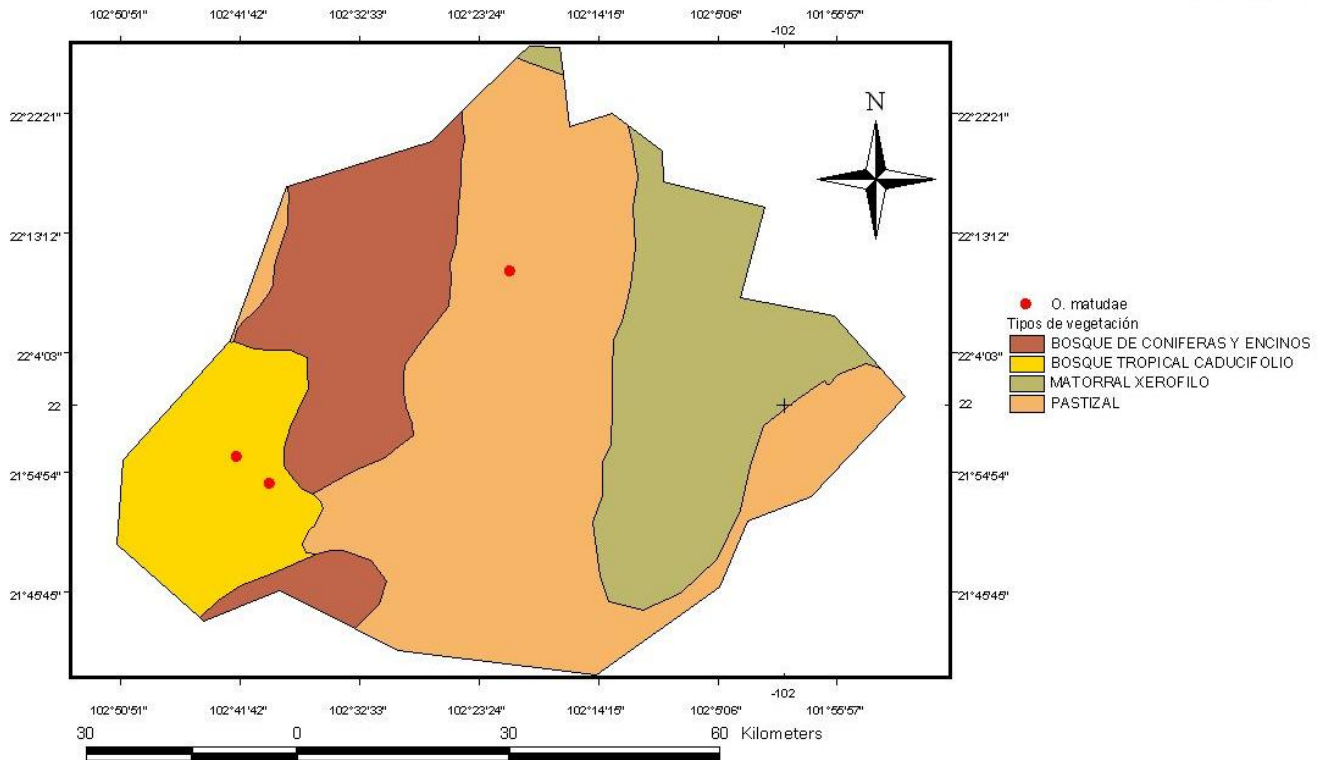 102°50'51" 102°41'42" 102°32'33" 102°23'24" 102°14'15" 102°5'06" 101°55'57"
-102
22°22'21" 22°22'21"
N
22°13'12" 22°13'12"
O. matudae
Tipos de vegetación
BOSQUE DE CONIFERAS Y ENCINOS
22°4'03" 22°4'03"
BOSQUE TROPICAL CADUCIFOLIO
MATORRAL XEROFILO
22 22
PASTIZAL
21°54'54" 21°54'54"
21°45'45" 21°45'45"
-102
102°50'51" 102°41'42" 102°32'33" 102°23'24" 102°14'15" 102°5'06" 101°55'57"
30 0 30 60 Kilometers